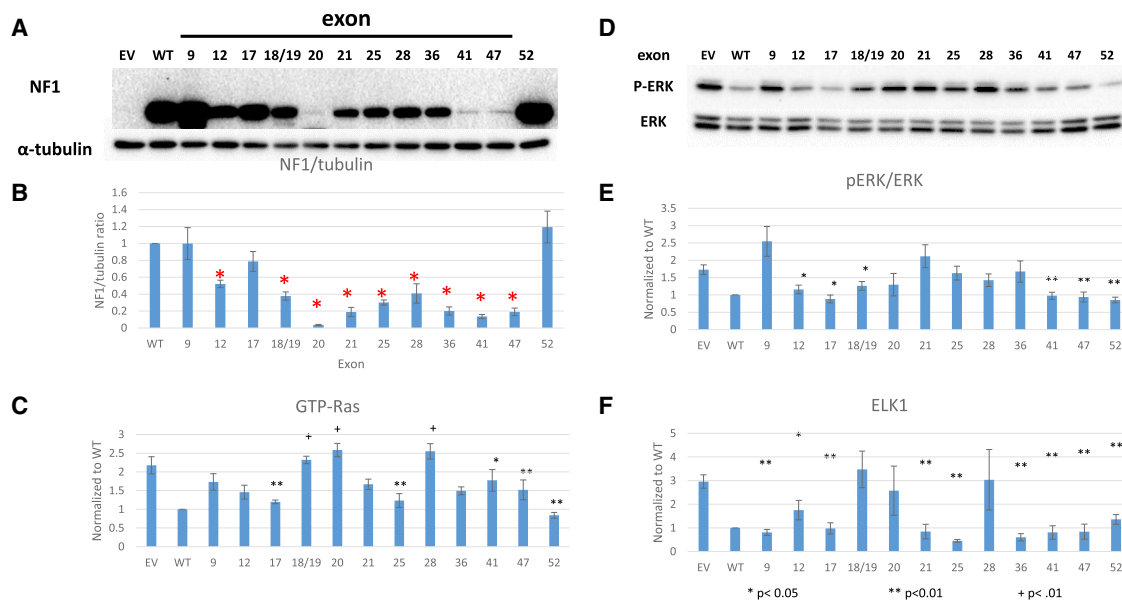 A
exon
EV WT 9 12 17 18/19 20 21 25 28 36 41 47 52
NF1
α-tubulin
NF1/tubulin
B
NF1/tubulin ratio
1.6
1.4
1.2
1
0.8
0.6
0.4
0.2
0
* * * * * * * * *
WT 9 12 17 18/19 20 21 25 28 36 41 47 52
Exon
C
GTP-Ras
Normalized to WT
3
2.5
2
1.5
1
0.5
0
** + + ** + * ** **
EV WT 9 12 17 18/19 20 21 25 28 36 41 47 52
D
exon EV WT 9 12 17 18/19 20 21 25 28 36 41 47 52
P-ERK
ERK
E
pERK/ERK
Normalized to WT
3.5
3
2.5
2
1.5
1
0.5
0
* * * ** ** **
EV WT 9 12 17 18/19 20 21 25 28 36 41 47 52
F
ELK1
Normalized to WT
5
4
3
2
1
0
** * ** ** ** ** ** ** **
EV WT 9 12 17 18/19 20 21 25 28 36 41 47 52
* p< 0.05 ** p<0.01 + p< .01